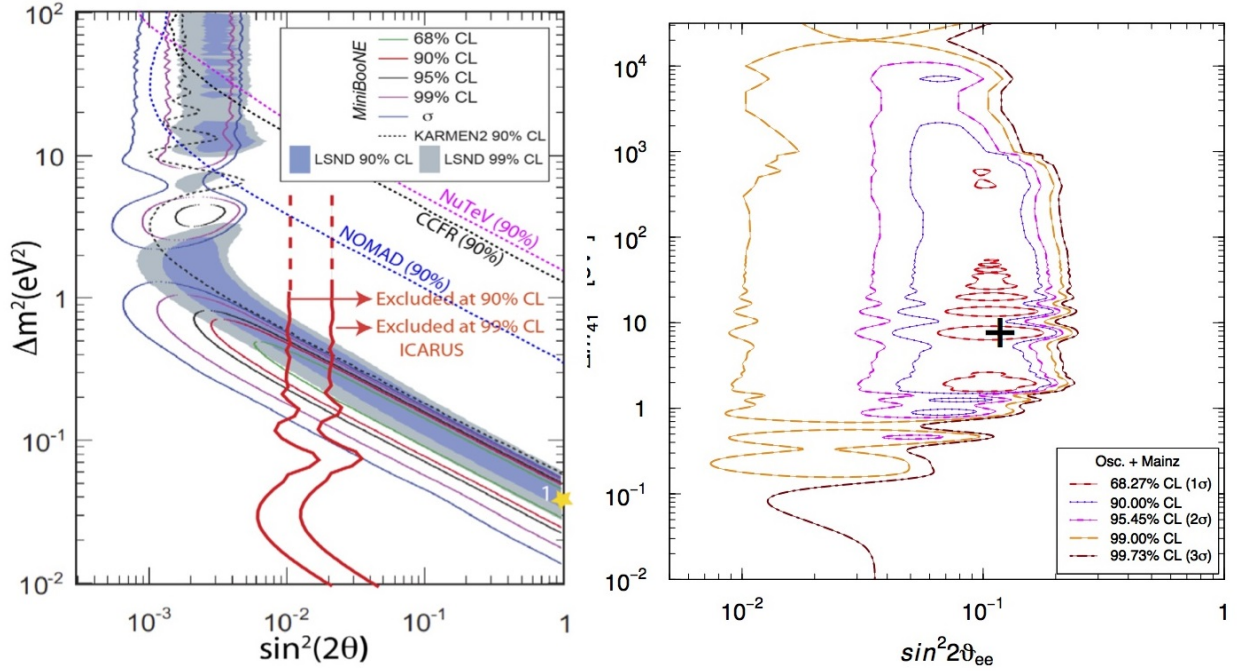 10²
10
1
10⁻¹
10⁻²
Δm²(eV²)
MiniBooNE
68% CL
90% CL
95% CL
99% CL
σ
KARMEN2 90% CL
LSND 90% CL
LSND 99% CL
NuTeV (90%)
CCFR (90%)
NOMAD (90%)
Excluded at 90% CL
Excluded at 99% CL
ICARUS
1
10⁻³
10⁻²
10⁻¹
1
sin²(2θ)
10⁴
10³
10²
10
1
10⁻¹
10⁻²
Osc. + Mainz
68.27% CL (1σ)
90.00% CL
95.45% CL (2σ)
99.00% CL
99.73% CL (3σ)
10⁻²
10⁻¹
1
sin²2ϑee